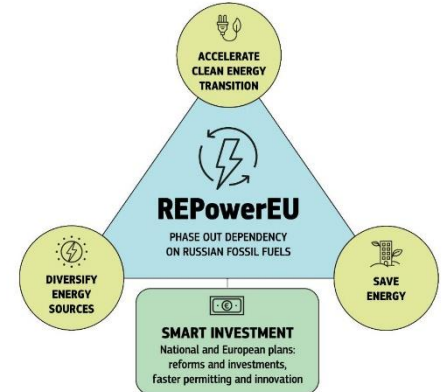 ACCELERATE
CLEAN ENERGY
TRANSITION
REPowerEU
PHASE OUT DEPENDENCY
ON RUSSIAN FOSSIL FUELS
DIVERSIFY
ENERGY
SOURCES
SAVE
ENERGY
€
SMART INVESTMENT
National and European plans:
reforms and investments,
faster permitting and innovation